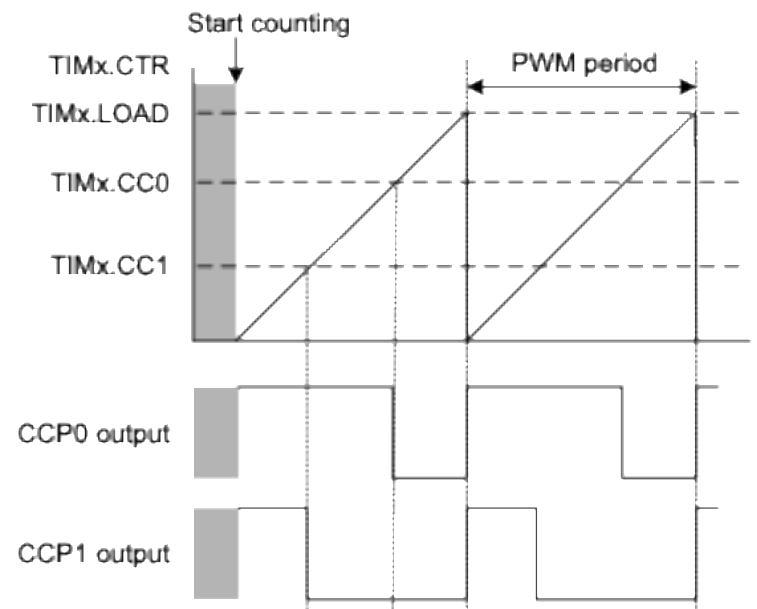 Start counting
TIMx.CTR
PWM period
TIMx.LOAD
TIMx.CC0
TIMx.CC1
CCP0 output
CCP1 output